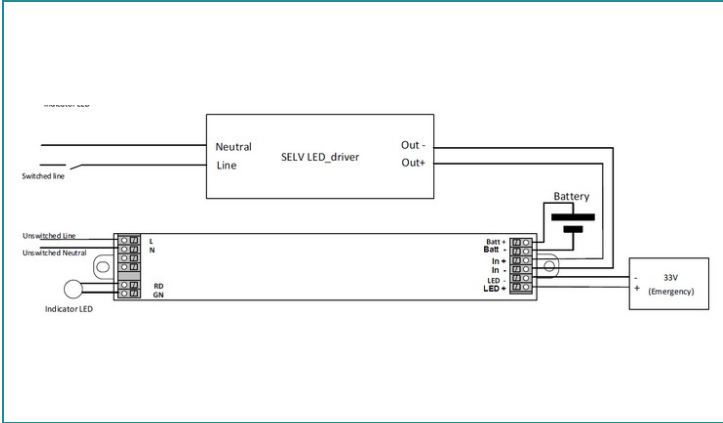 Neutral
Line
SELV LED_driver
Out -
Out+
Switched line
Battery
Unswitched Line
Unswitched Neutral
L
N
Batt +
Batt -
In +
In -
LED -
LED +
RD
GN
Indicator LED
-
+
33V
(Emergency)